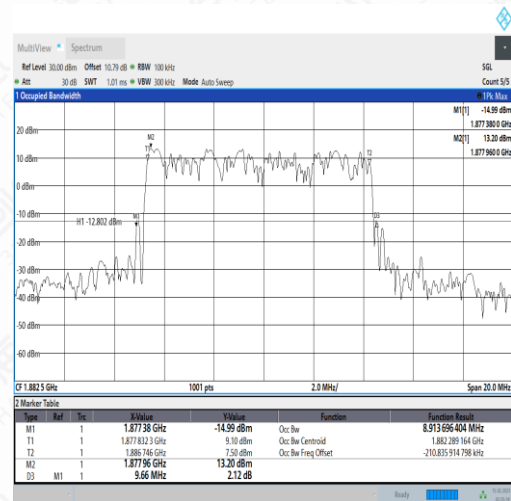 MultiView Spectrum
Ref Level 30.00 dBm Offset 10.79 dB RBW 100 kHz SGL
Att 30 dB SWT 1.01 ms VBW 300 kHz Mode Auto Sweep Count 5/5
1 Occupied Bandwidth 1Pk Max
M1[1] -14.99 dBm
1.877 380 0 GHz
M2[1] 13.20 dBm
1.877 960 0 GHz
20 dBm
M2
T1
T2
10 dBm
0 dBm
-10 dBm
H1 -12.802 dBm
M1
D3
-20 dBm
-30 dBm
-40 dBm
-50 dBm
-60 dBm
CF 1.882 5 GHz 1001 pts 2.0 MHz/ Span 20.0 MHz
2 Marker Table
Type Ref Trc X-Value Y-Value Function Function Result
M1 1 1.877 38 GHz -14.99 dBm Occ Bw 8.913 696 404 MHz
T1 1 1.877 832 3 GHz 9.10 dBm Occ Bw Centroid 1.882 289 164 GHz
T2 1 1.886 746 GHz 7.50 dBm Occ Bw Freq Offset -210.835 914 798 kHz
M2 1 1.877 96 GHz 13.20 dBm
D3 M1 1 9.66 MHz 2.12 dB
Ready